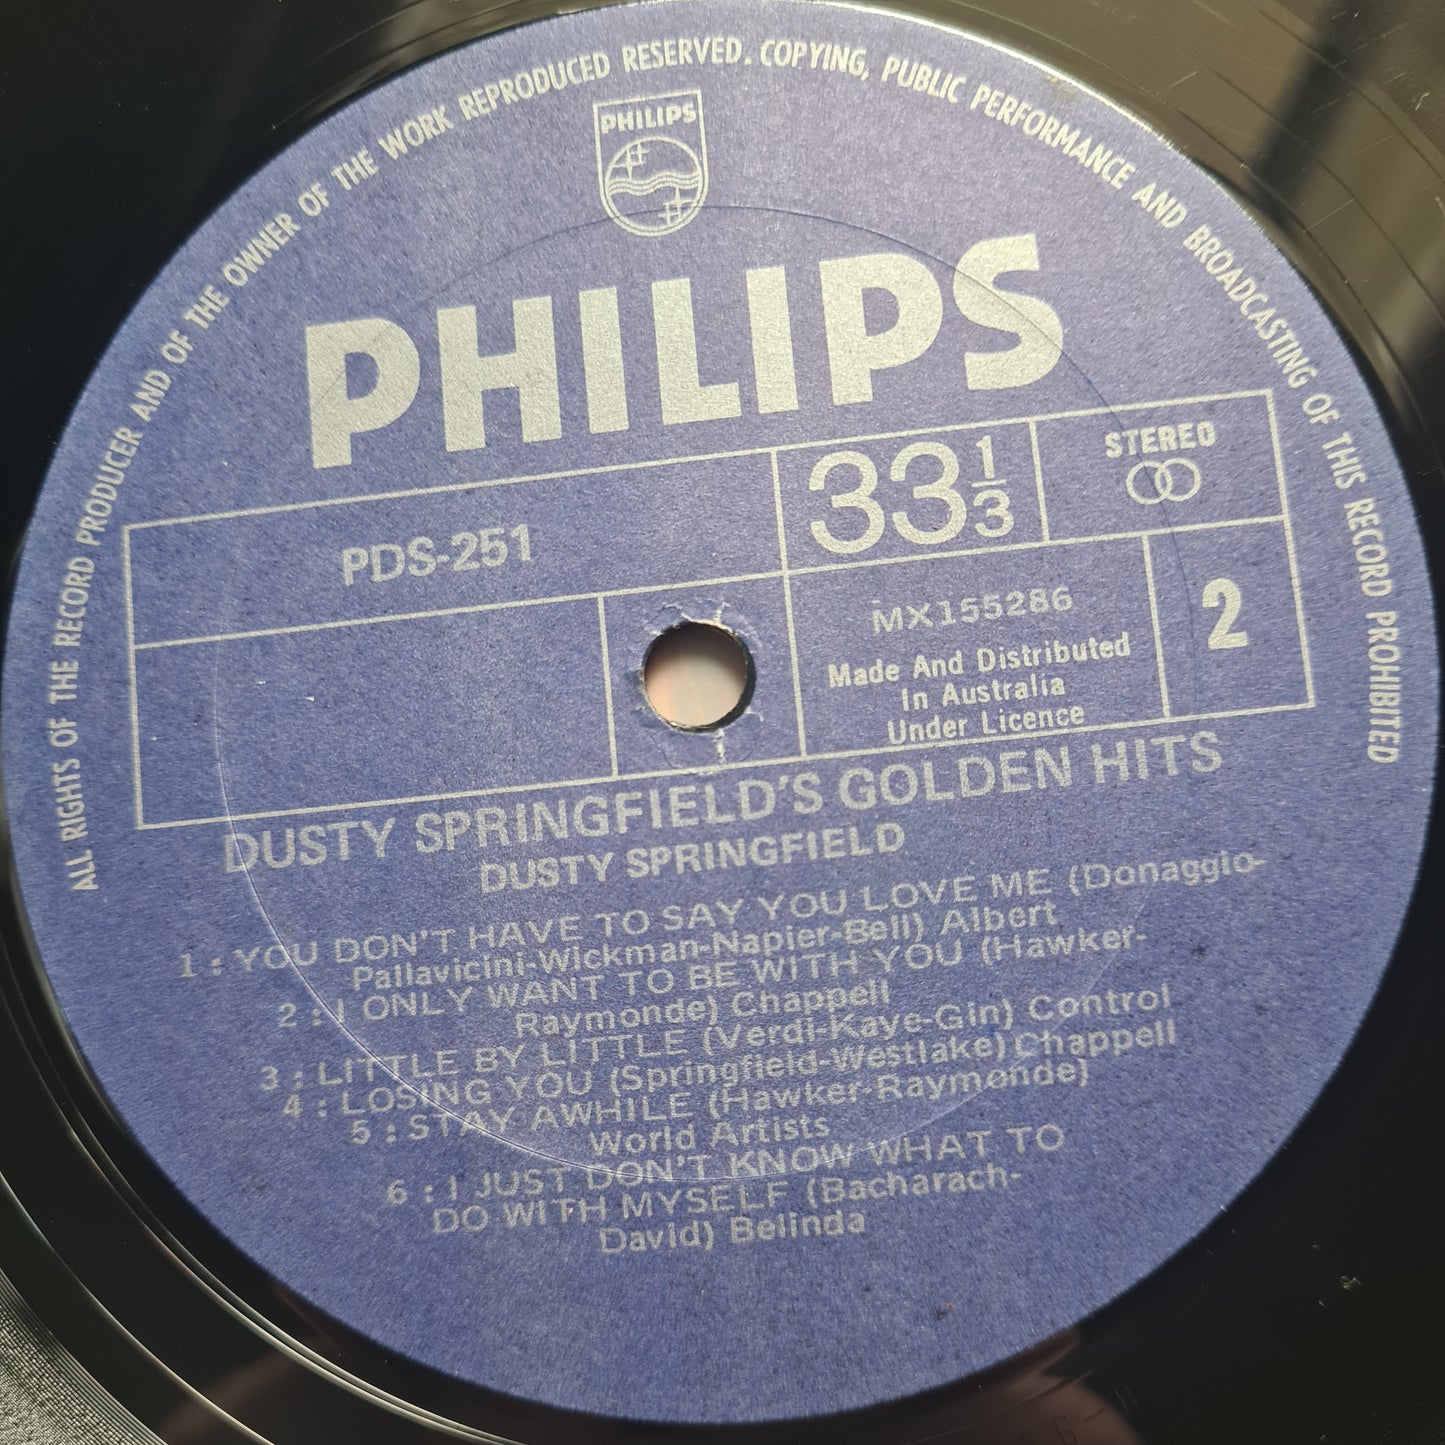 ALL RIGHTS OF THE RECORD PRODUCER AND OF THE OWNER OF THE WORK REPRODUCED RESERVED. COPYING, PUBLIC PERFORMANCE AND BROADCASTING OF THIS RECORD PROHIBITED
PHILIPS
PHILIPS
PDS-251
33 1/3
STEREO
MX155286
2
Made And Distributed
In Australia
Under Licence
DUSTY SPRINGFIELD'S GOLDEN HITS
DUSTY SPRINGFIELD
1 : YOU DON'T HAVE TO SAY YOU LOVE ME (Donaggio-
Pallavicini-Wickman-Napier-Bell) Albert
2 : I ONLY WANT TO BE WITH YOU (Hawker-
Raymonde) Chappell
3 : LITTLE BY LITTLE (Verdi-Kaye-Gin) Control
4 : LOSING YOU (Springfield-Westlake) Chappell
5 : STAY AWHILE (Hawker-Raymonde)
World Artists
6 : I JUST DON'T KNOW WHAT TO
DO WITH MYSELF (Bacharach-
David) Belinda